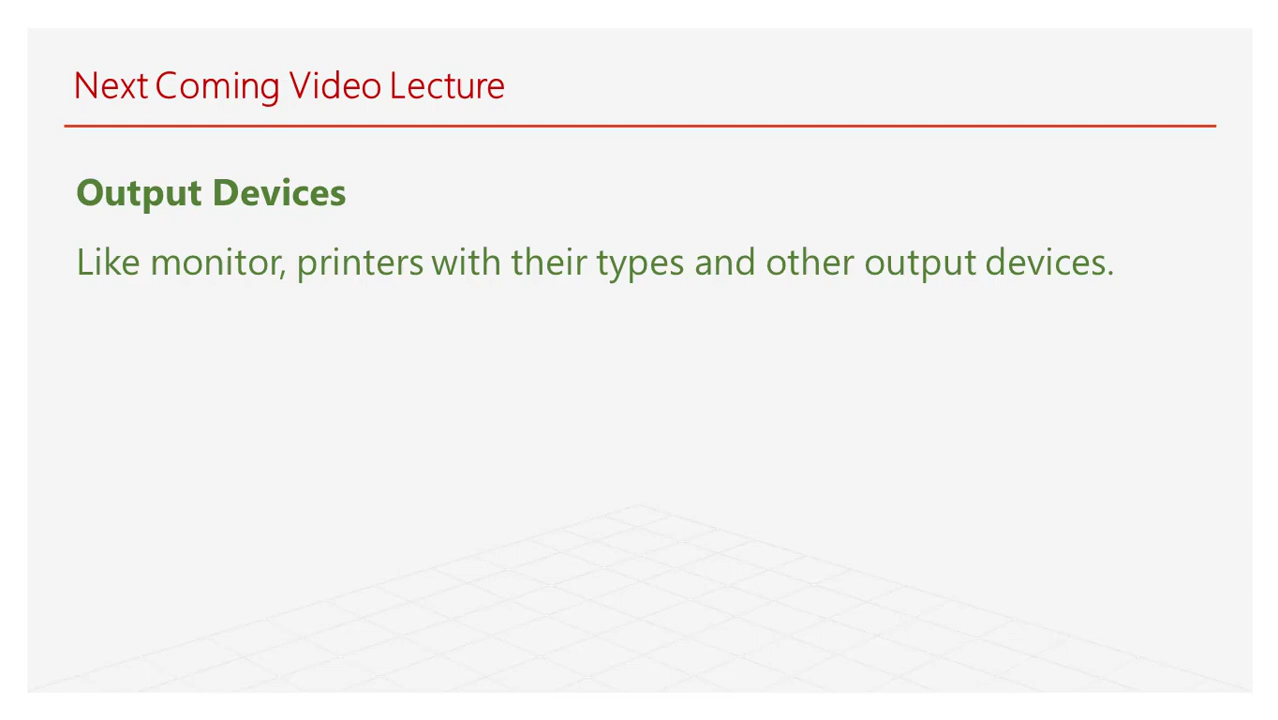 Next Coming Video Lecture
Output Devices
Like monitor, printers with their types and other output devices.